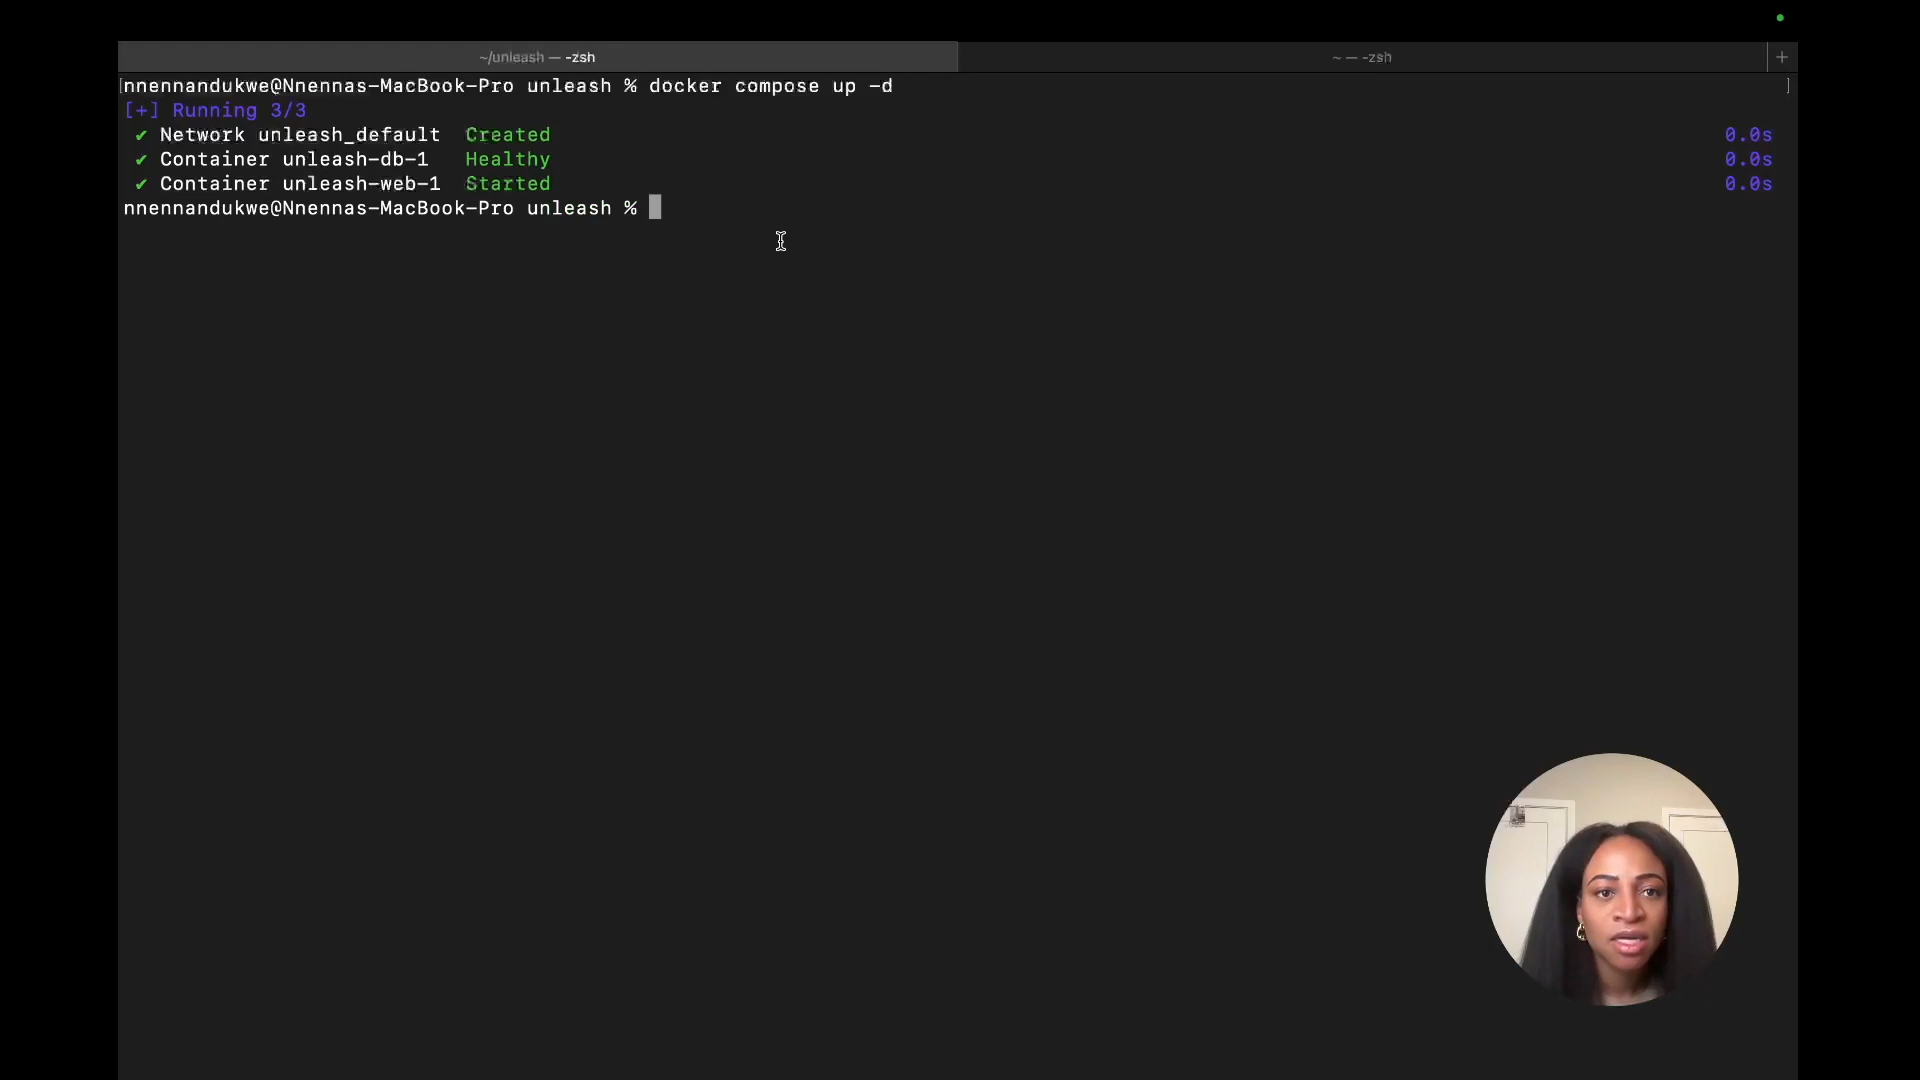 ~/unleash — -zsh
~ — -zsh
+
[nnennandukwe@Nnennas-MacBook-Pro unleash % docker compose up -d ]
[+] Running 3/3
✔ Network unleash_default Created 0.0s
✔ Container unleash-db-1 Healthy 0.0s
✔ Container unleash-web-1 Started 0.0s
nnennandukwe@Nnennas-MacBook-Pro unleash %